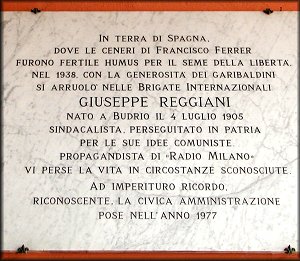 IN TERRA DI SPAGNA,
DOVE LE CENERI DI FRANCISCO FERRER
FURONO FERTILE HUMUS PER IL SEME DELLA LIBERTÀ,
NEL 1938, CON LA GENEROSITÀ DEI GARIBALDINI
SI ARRUOLÒ NELLE BRIGATE INTERNAZIONALI
GIUSEPPE REGGIANI
NATO A BUDRIO IL 4 LUGLIO 1905
SINDACALISTA, PERSEGUITATO IN PATRIA
PER LE SUE IDEE COMUNISTE,
PROPAGANDISTA DI «RADIO MILANO»
VI PERSE LA VITA IN CIRCOSTANZE SCONOSCIUTE.
AD IMPERITURO RICORDO,
RICONOSCENTE, LA CIVICA AMMINISTRAZIONE
POSE NELL'ANNO 1977